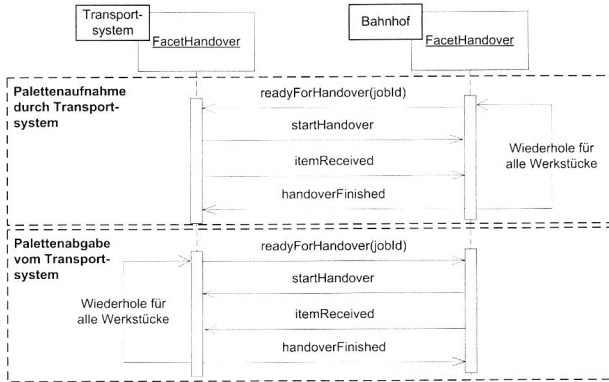 Transport-
system
FacetHandover
Bahnhof
FacetHandover
Palettenaufnahme
durch Transport-
system
readyForHandover(jobId)
startHandover
itemReceived
handoverFinished
Wiederhole für
alle Werkstücke
Palettenabgabe
vom Transport-
system
readyForHandover(jobId)
startHandover
itemReceived
handoverFinished
Wiederhole für
alle Werkstücke